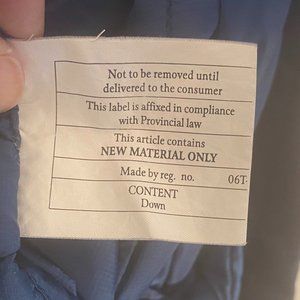 Not to be removed until
delivered to the consumer
This label is affixed in compliance
with Provincial law
This article contains
NEW MATERIAL ONLY
Made by reg. no. 06T-
CONTENT
Down